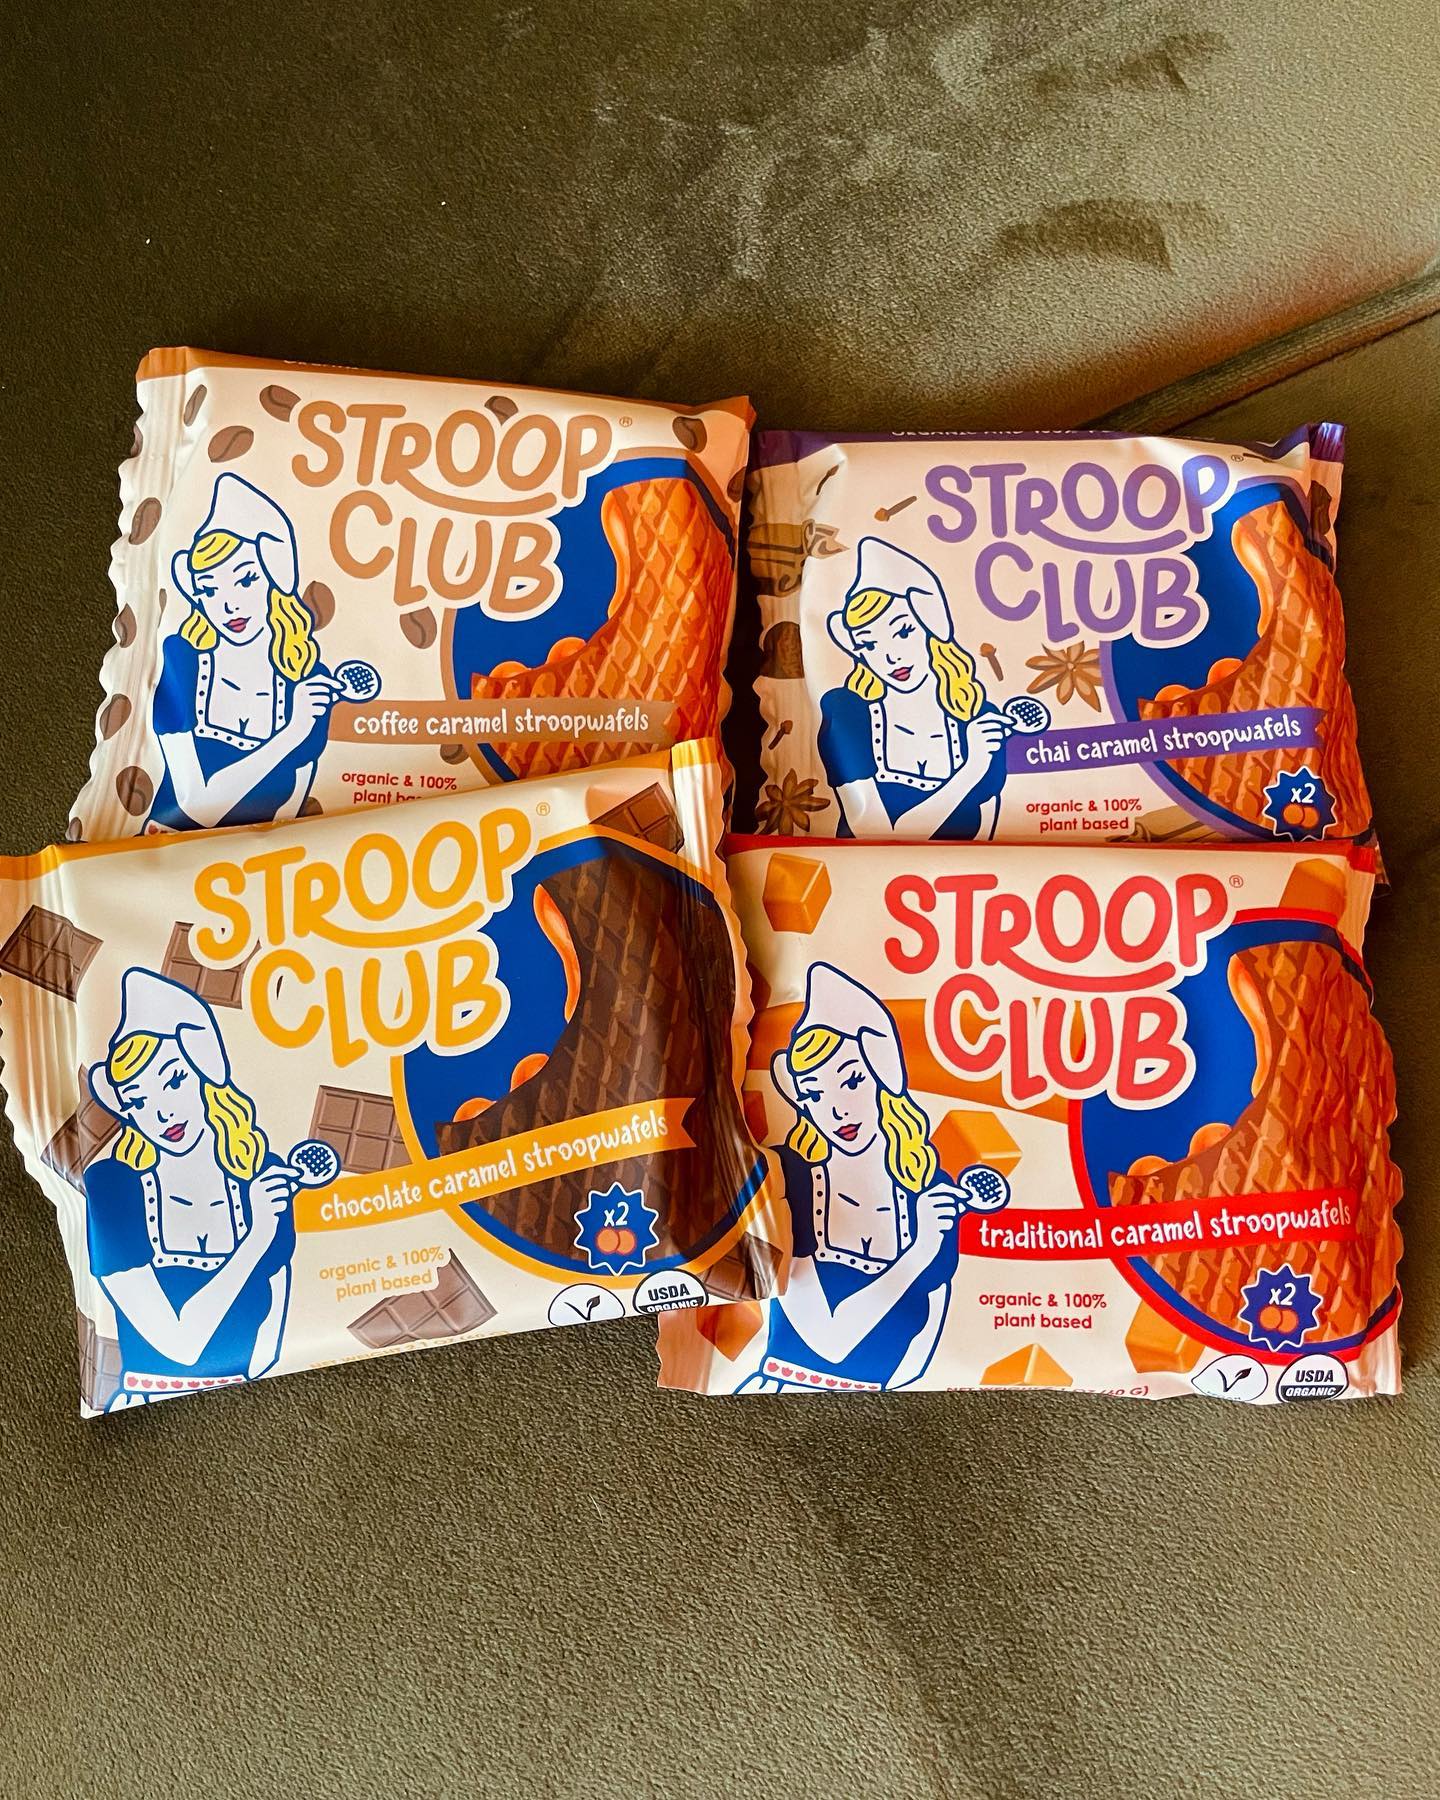 STROOP
CLUB
®
coffee caramel stroopwafels
organic & 100%
plant
STROOP
CLUB
®
chai caramel stroopwafels
organic & 100%
plant based
x2
STROOP
CLUB
®
chocolate caramel stroopwafels
organic & 100%
plant based
x2
V
USDA
ORGANIC
STROOP
CLUB
®
traditional caramel stroopwafels
organic & 100%
plant based
x2
V
USDA
ORGANIC